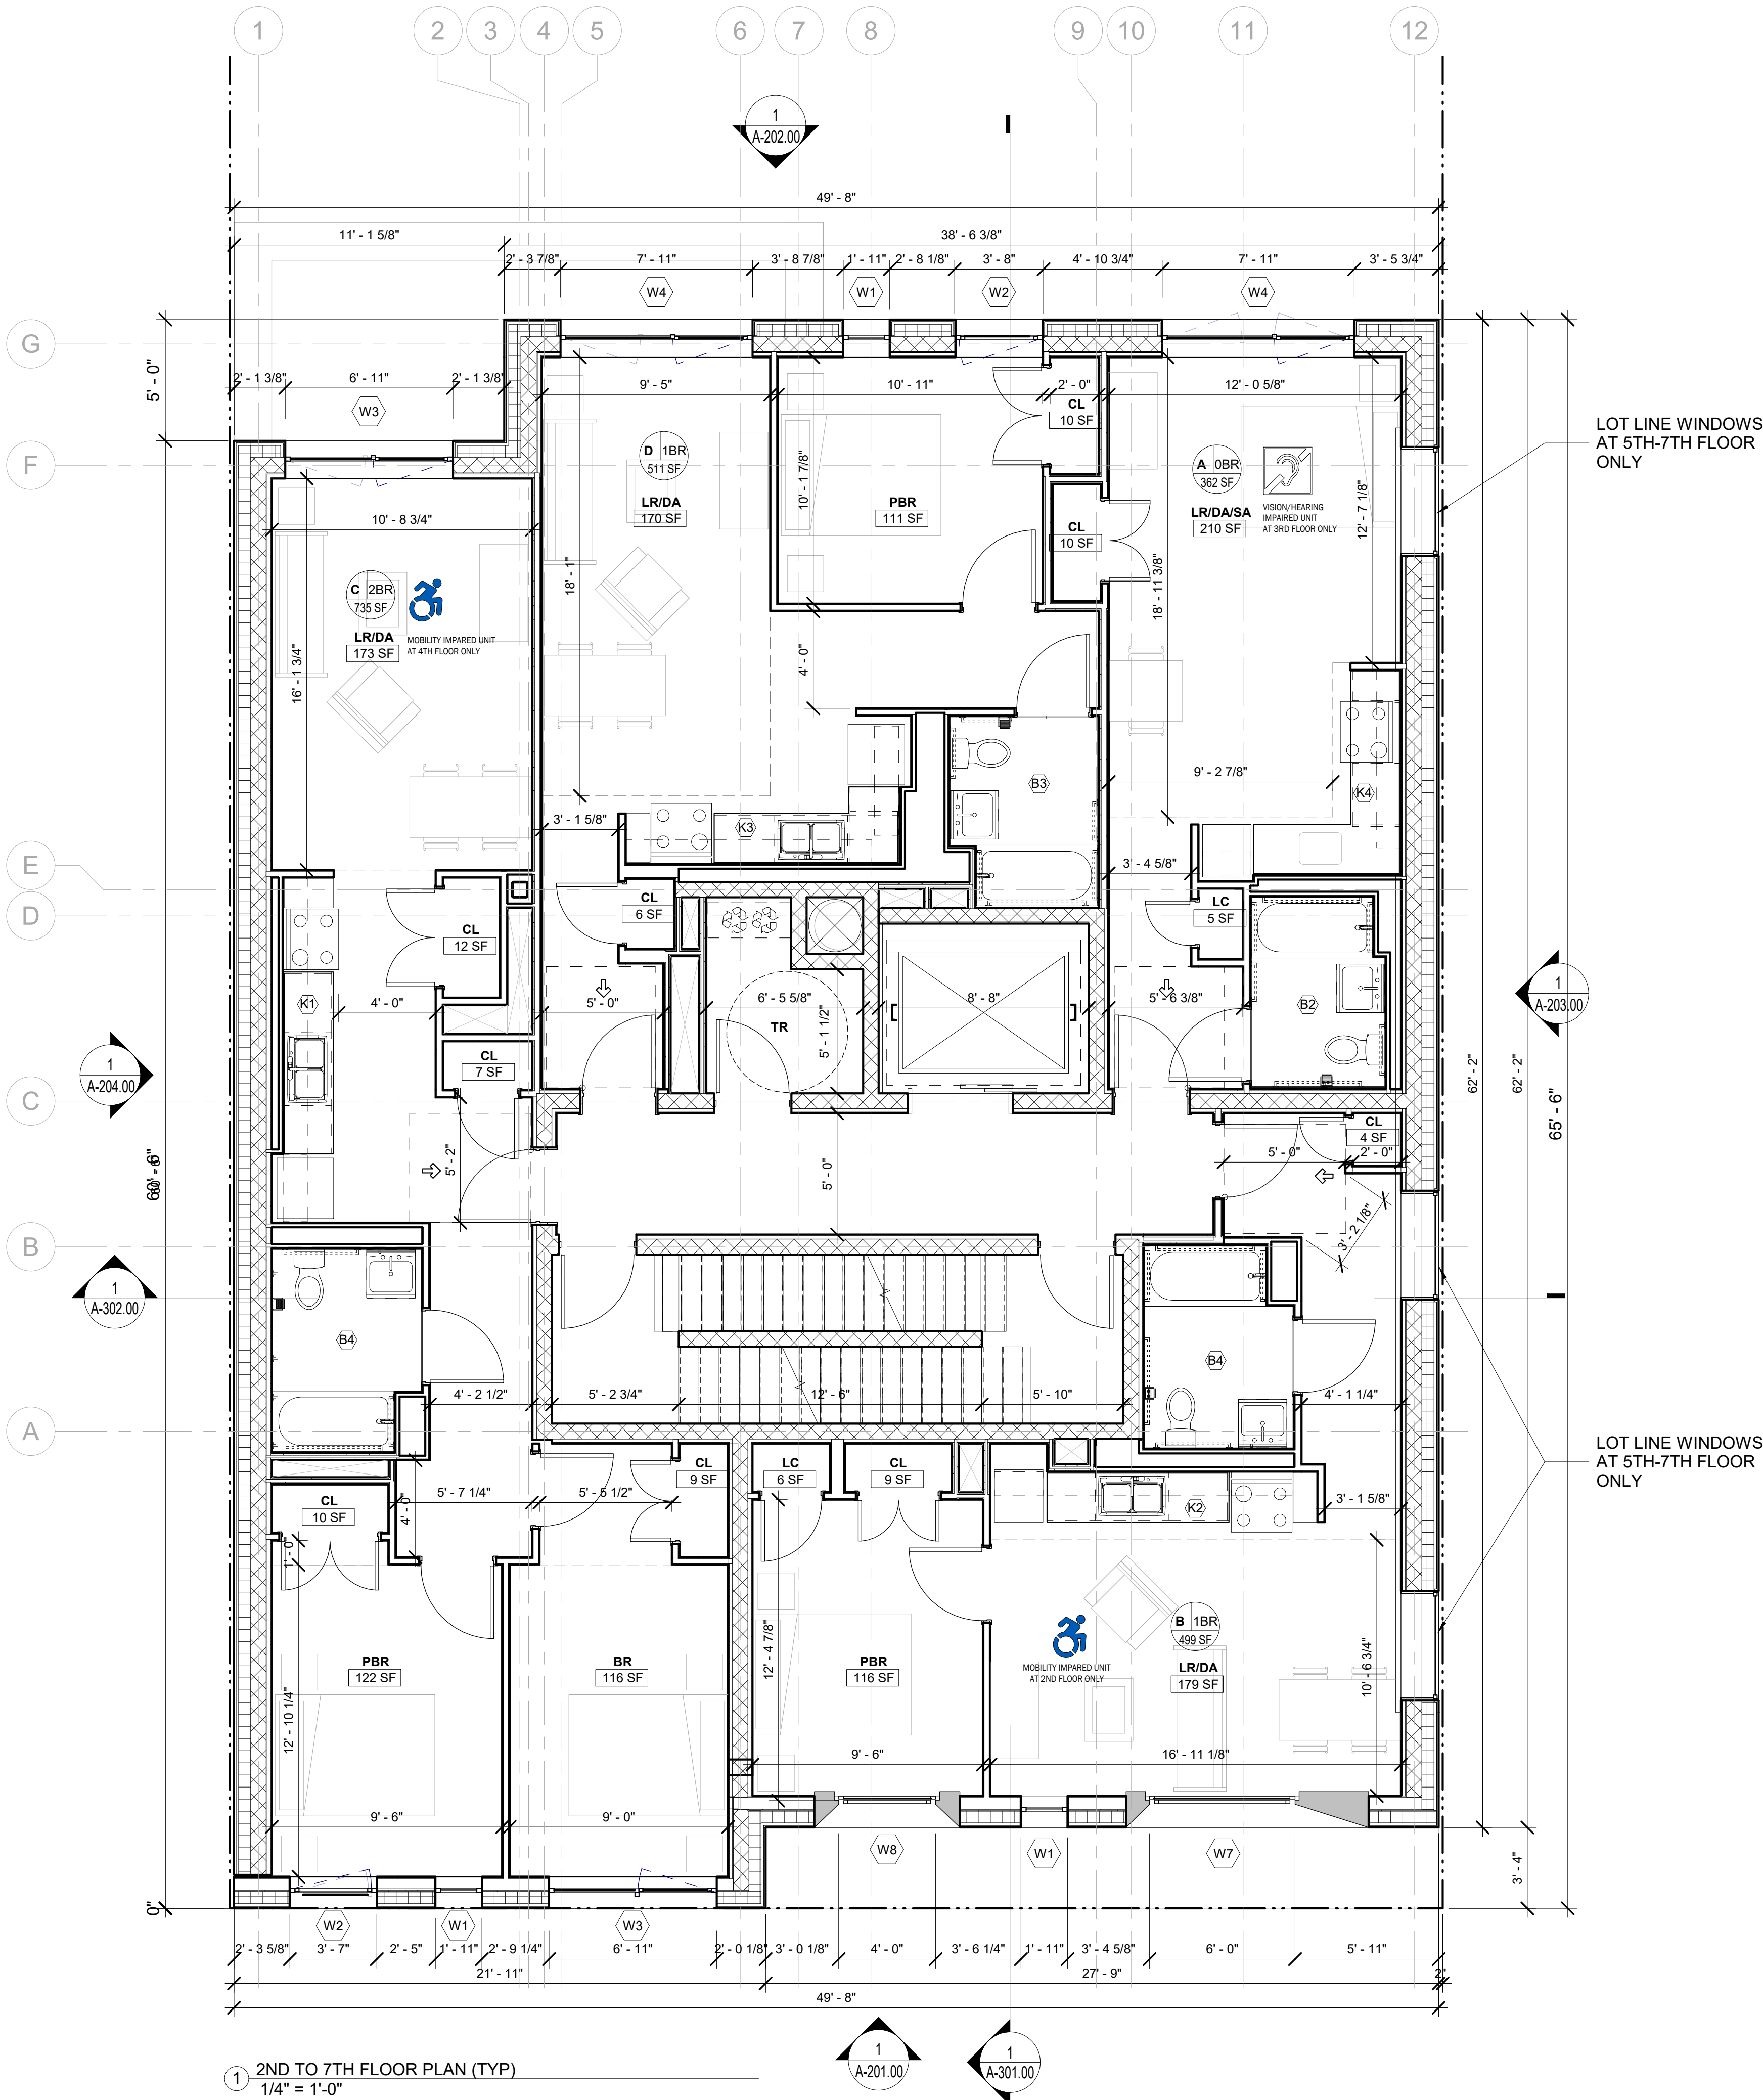 1 2 3 4 5 6 7 8 9 10 11 12
1
A-202.00
49' - 8"
11' - 1 5/8" 38' - 6 3/8"
2' - 3 7/8" 7' - 11" 3' - 8 7/8" 1' - 11" 2' - 8 1/8" 3' - 8" 4' - 10 3/4" 7' - 11" 3' - 5 3/4"
W4 W1 W2 W4
G
5' - 0"
2' - 1 3/8" 6' - 11" 2' - 1 3/8"
W3
9' - 5" 10' - 11" 2' - 0" 12' - 0 5/8"
CL
10 SF
LOT LINE WINDOWS
AT 5TH-7TH FLOOR
ONLY
F
D 1BR
511 SF
LR/DA
170 SF
10' - 1 7/8"
PBR
111 SF
A 0BR
362 SF
LR/DA/SA
210 SF
VISION/HEARING
IMPAIRED UNIT
AT 3RD FLOOR ONLY
12' - 7 1/8"
10' - 8 3/4"
CL
10 SF
18' - 1"
18' - 11 3/8"
C 2BR
735 SF
LR/DA
173 SF
MOBILITY IMPARED UNIT
AT 4TH FLOOR ONLY
16' - 1 3/4"
4' - 0"
B3
9' - 2 7/8"
K4
3' - 1 5/8"
K3
E
3' - 4 5/8"
D
CL
12 SF
CL
6 SF
LC
5 SF
K1
4' - 0"
5' - 0"
6' - 5 5/8"
8' - 8"
5' - 6 3/8"
B2
TR
5' - 1 1/2"
1
A-203.00
1
A-204.00
CL
7 SF
62' - 2"
62' - 2"
65' - 6"
C
5' - 2"
5' - 0"
CL
4 SF
5' - 0" 2' - 0"
3' - 2 1/8"
60' - 6"
B
1
A-302.00
B4
B4
4' - 2 1/2" 5' - 2 3/4" 12' - 6" 5' - 10" 4' - 1 1/4"
A
LOT LINE WINDOWS
AT 5TH-7TH FLOOR
ONLY
CL
9 SF
LC
6 SF
CL
9 SF
CL
10 SF
5' - 7 1/4" 5' - 5 1/2"
4' - 0"
1' - 0"
K2
3' - 1 5/8"
PBR
122 SF
BR
116 SF
PBR
116 SF
12' - 4 7/8"
MOBILITY IMPARED UNIT
AT 2ND FLOOR ONLY
B 1BR
499 SF
LR/DA
179 SF
10' - 6 3/4"
12' - 10 1/4"
9' - 6" 9' - 0" 9' - 6" 16' - 11 1/8"
W8 W1 W7
3' - 4"
0"
W2 W1 W3
2' - 3 5/8" 3' - 7" 2' - 5" 1' - 11" 2' - 9 1/4" 6' - 11" 2' - 0 1/8" 3' - 0 1/8" 4' - 0" 3' - 6 1/4" 1' - 11" 3' - 4 5/8" 6' - 0" 5' - 11"
21' - 11" 27' - 9" 2"
49' - 8"
1
A-201.00
1
A-301.00
1 2ND TO 7TH FLOOR PLAN (TYP)
1/4" = 1'-0"